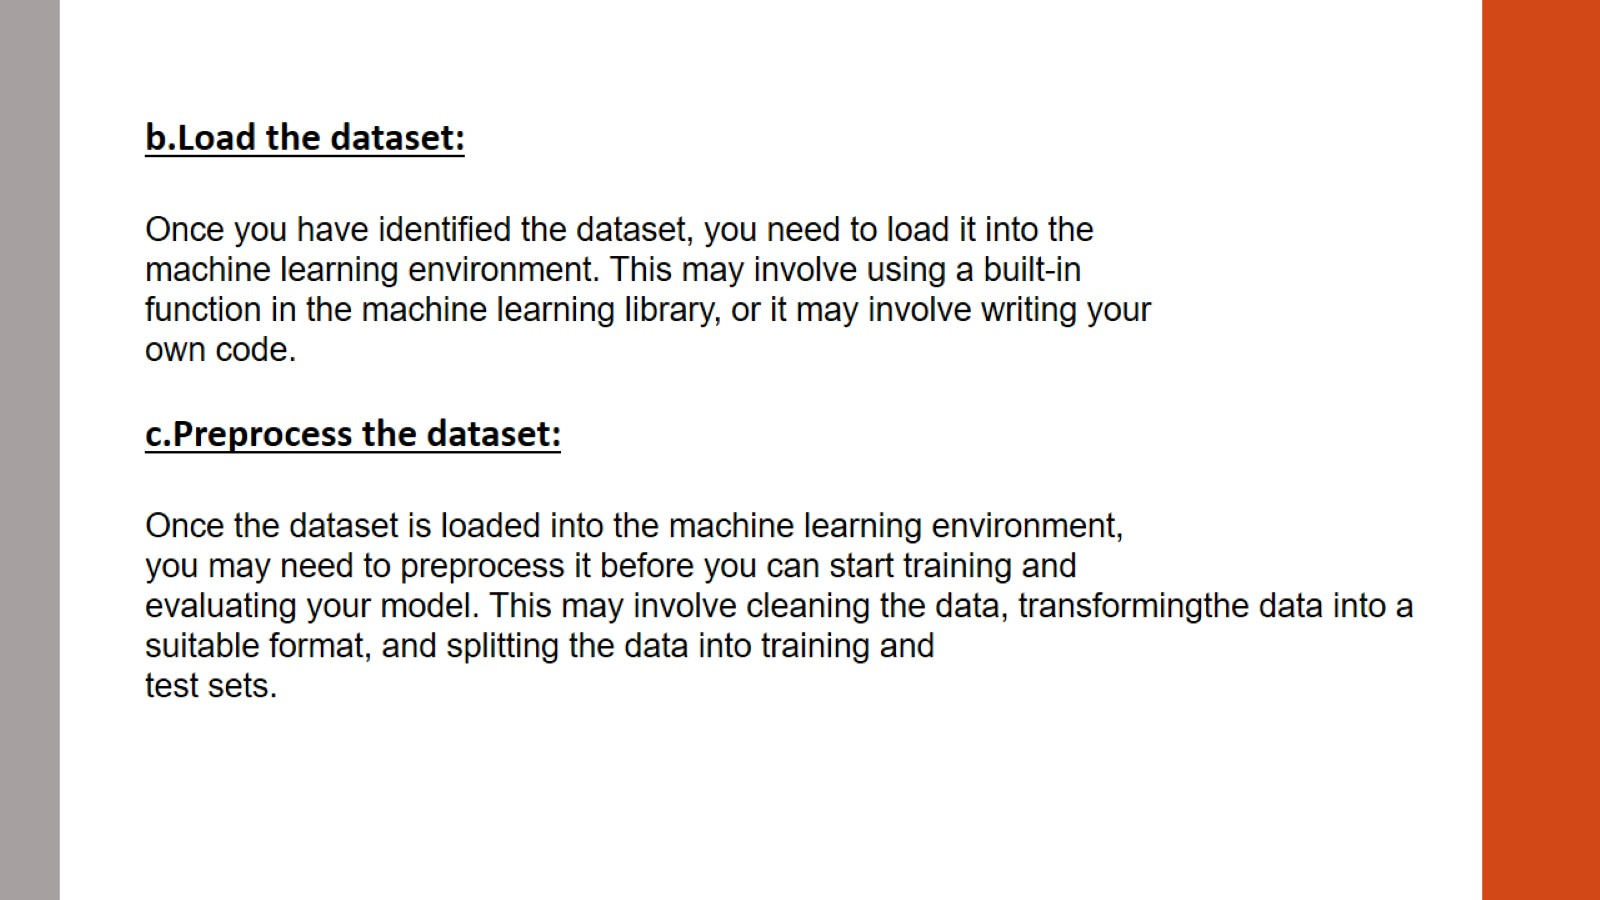 b.Load the dataset:
Once you have identified the dataset, you need to load it into the
machine learning environment. This may involve using a built-in
function in the machine learning library, or it may involve writing your
own code.
c.Preprocess the dataset:
Once the dataset is loaded into the machine learning environment,
you may need to preprocess it before you can start training and
evaluating your model. This may involve cleaning the data, transformingthe data into a
suitable format, and splitting the data into training and
test sets.